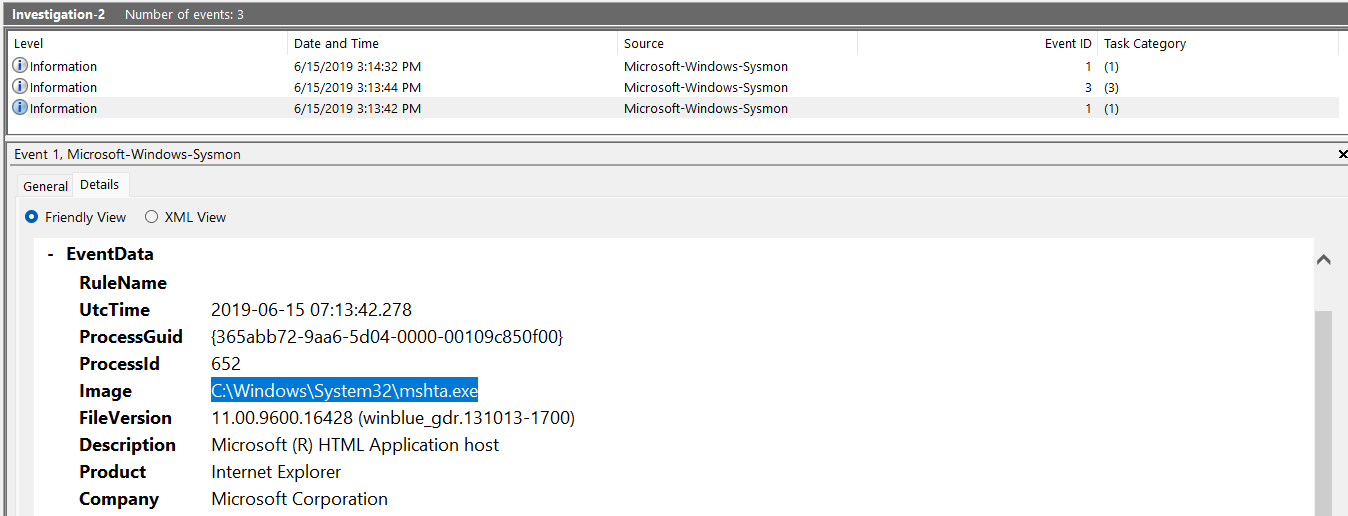 Investigation-2 Number of events: 3
Level Date and Time Source Event ID Task Category
Information 6/15/2019 3:14:32 PM Microsoft-Windows-Sysmon 1 (1)
Information 6/15/2019 3:13:44 PM Microsoft-Windows-Sysmon 3 (3)
Information 6/15/2019 3:13:42 PM Microsoft-Windows-Sysmon 1 (1)
Event 1, Microsoft-Windows-Sysmon
General Details
Friendly View XML View
- EventData
RuleName
UtcTime 2019-06-15 07:13:42.278
ProcessGuid {365abb72-9aa6-5d04-0000-00109c850f00}
ProcessId 652
Image C:\Windows\System32\mshta.exe
FileVersion 11.00.9600.16428 (winblue_gdr.131013-1700)
Description Microsoft (R) HTML Application host
Product Internet Explorer
Company Microsoft Corporation